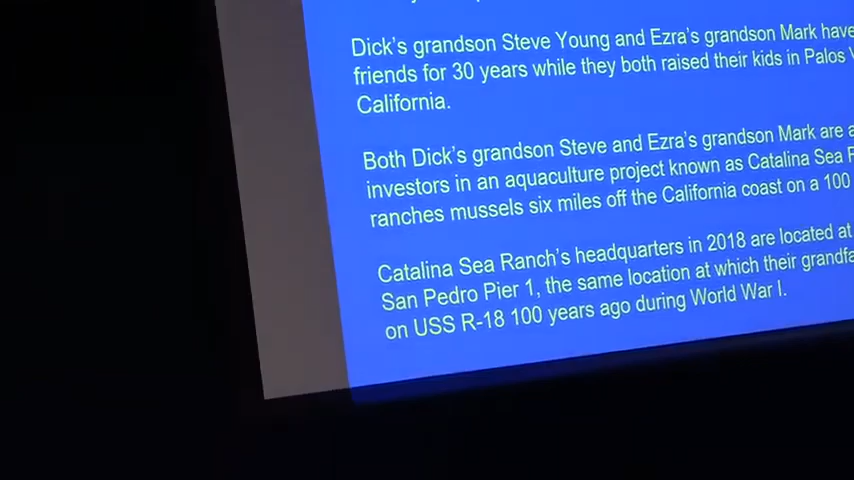 Dick's grandson Steve Young and Ezra's grandson Mark have
friends for 30 years while they both raised their kids in Palos
California.
Both Dick's grandson Steve and Ezra's grandson Mark are
investors in an aquaculture project known as Catalina Sea
ranches mussels six miles off the California coast on a 100
Catalina Sea Ranch's headquarters in 2018 are located at
San Pedro Pier 1, the same location at which their grandfa
on USS R-18 100 years ago during World War I.